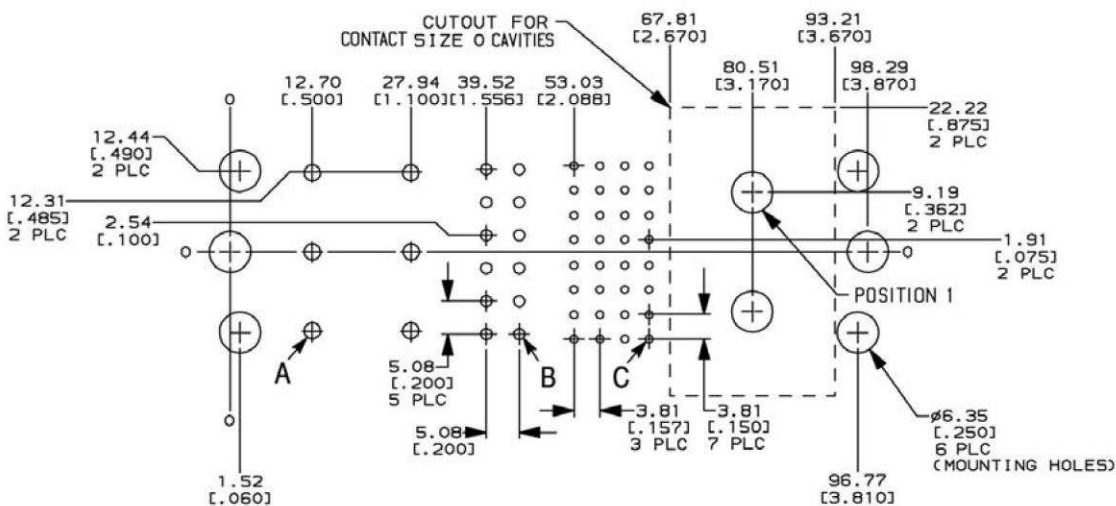 CUTOUT FOR
CONTACT SIZE 0 CAVITIES
67.81
[2.670]
93.21
[3.670]
12.70
[.500]
27.94
[1.100]
39.52
[1.556]
53.03
[2.088]
80.51
[3.170]
98.29
[3.870]
0
22.22
[.875]
2 PLC
12.44
[.490]
2 PLC
12.31
[.485]
2 PLC
9.19
[.362]
2 PLC
2.54
[.100]
0
0
1.91
[.075]
2 PLC
POSITION 1
A
B
C
5.08
[.200]
5 PLC
5.08
[.200]
3.81
[.157]
3 PLC
3.81
[.150]
7 PLC
0
ø6.35
[.250]
6 PLC
(MOUNTING HOLES)
1.52
[.060]
96.77
[3.810]